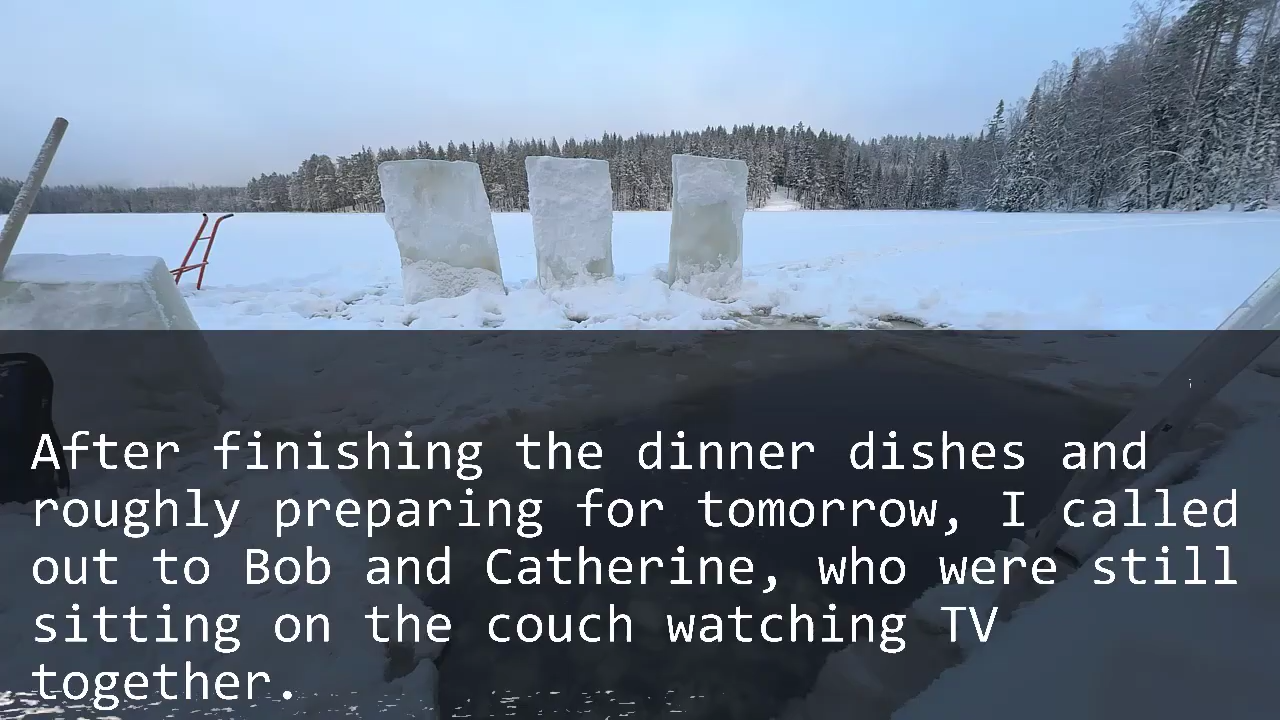 After finishing the dinner dishes and
roughly preparing for tomorrow, I called
out to Bob and Catherine, who were still
sitting on the couch watching TV
together.